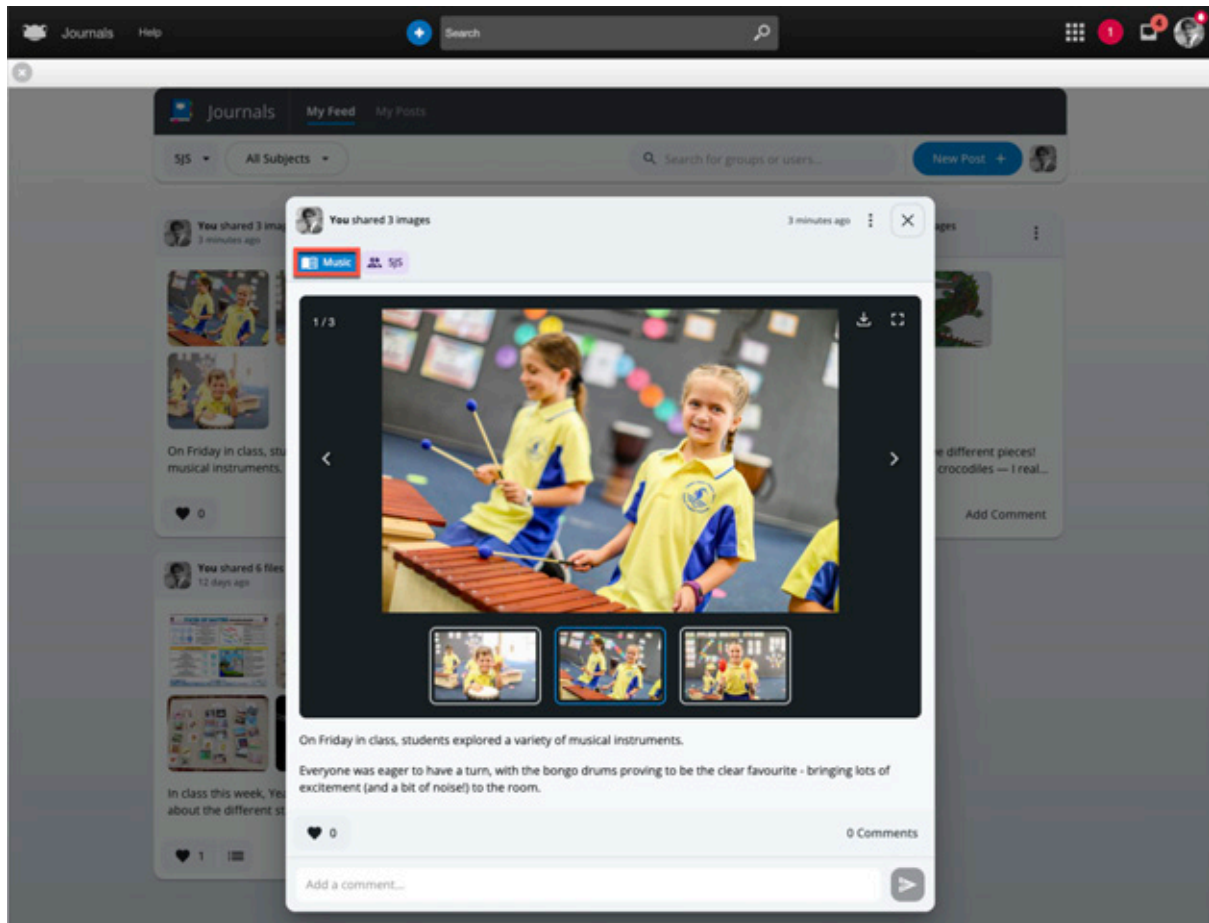 Journals Help Search 1 4
Journals My Feed My Posts
SJS All Subjects Search for groups or users... New Post +
You shared 3 imag
3 minutes ago
On Friday in class, stu
musical instruments,
0
You shared 6 files
12 days ago
In class this week, Yea
about the different st
1
You shared 3 images 3 minutes ago
Music SJS
1 / 3
On Friday in class, students explored a variety of musical instruments.
Everyone was eager to have a turn, with the bongo drums proving to be the clear favourite - bringing lots of
excitement (and a bit of noise!) to the room.
0 0 Comments
Add a comment...
ages
e different pieces!
crocodiles — I real...
Add Comment